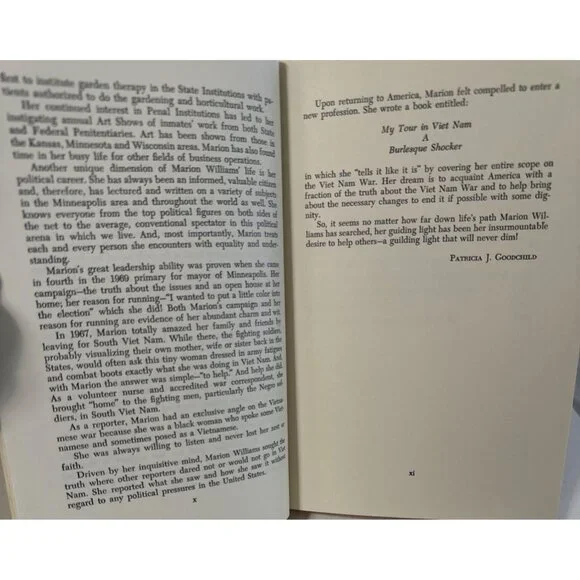 first to institute garden therapy in the State Institutions with pa-
tients authorized to do the gardening and horticultural work.
Her continued interest in Penal Institutions has led to her
instigating annual Art Shows of inmates' work from both State
and Federal Penitentiaries. Art has been shown from those in
the Kansas, Minnesota and Wisconsin areas. Marion has also found
time in her busy life for other fields of business operations.
Another unique dimension of Marion Williams' life is her
political career. She has always been an informed, valuable citizen
and, therefore, has lectured and written on a variety of subjects
in the Minneapolis area and throughout the world as well. She
knows everyone from the top political figures on both sides of
the net to the average, conventional spectator in this political
arena in which we live. And, most importantly, Marion treats
each and every person she encounters with equality and under-
standing.
Marion's great leadership ability was proven when she came
in fourth in the 1969 primary for mayor of Minneapolis. Her
campaign—the truth about the issues and an open house at her
home; her reason for running—"I wanted to put a little color into
the election" which she did! Both Marion's campaign and her
reason for running are evidence of her abundant charm and wit.
In 1967, Marion totally amazed her family and friends by
leaving for South Viet Nam. While there, the fighting soldiers,
probably visualizing their own mother, wife or sister back in the
States, would often ask this tiny woman dressed in army fatigues
and combat boots exactly what she was doing in Viet Nam. And
with Marion the answer was simple—"to help." And help she did.
As a volunteer nurse and accredited war correspondent, she
brought "home" to the fighting men, particularly the Negro sol-
diers, in South Viet Nam.
As a reporter, Marion had an exclusive angle on the Vietna-
mese war because she was a black woman who spoke some Viet-
namese and sometimes posed as a Vietnamese.
She was always willing to listen and never lost her zest or
faith.
Driven by her inquisitive mind, Marion Williams sought the
truth where other reporters dared not or would not go in Viet
Nam. She reported what she saw and how she saw it without
regard to any political pressures in the United States.
x
Upon returning to America, Marion felt compelled to enter a
new profession. She wrote a book entitled:
My Tour in Viet Nam
A
Burlesque Shocker
in which she "tells it like it is" by covering her entire scope on
the Viet Nam War. Her dream is to acquaint America with a
fraction of the truth about the Viet Nam War and to help bring
about the necessary changes to end it if possible with some dig-
nity.
So, it seems no matter how far down life's path Marion Wil-
liams has searched, her guiding light has been her insurmountable
desire to help others—a guilding light that will never dim!
PATRICIA J. GOODCHILD
xi